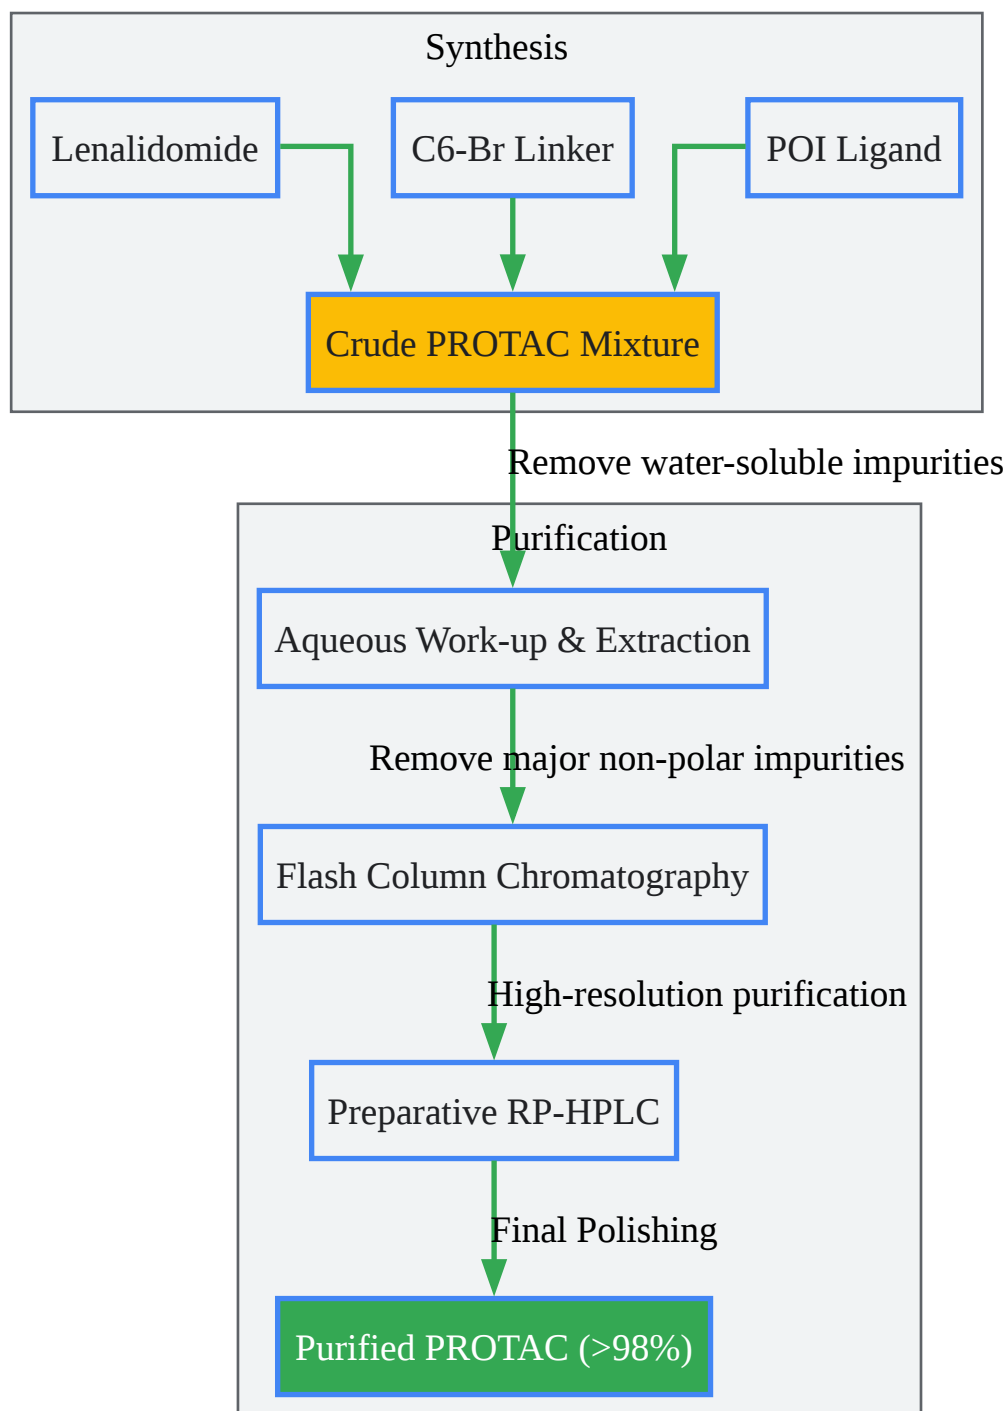 Synthesis
Lenalidomide
C6-Br Linker
POI Ligand
Crude PROTAC Mixture
Remove water-soluble impurities
Purification
Aqueous Work-up & Extraction
Remove major non-polar impurities
Flash Column Chromatography
High-resolution purification
Preparative RP-HPLC
Final Polishing
Purified PROTAC (>98%)